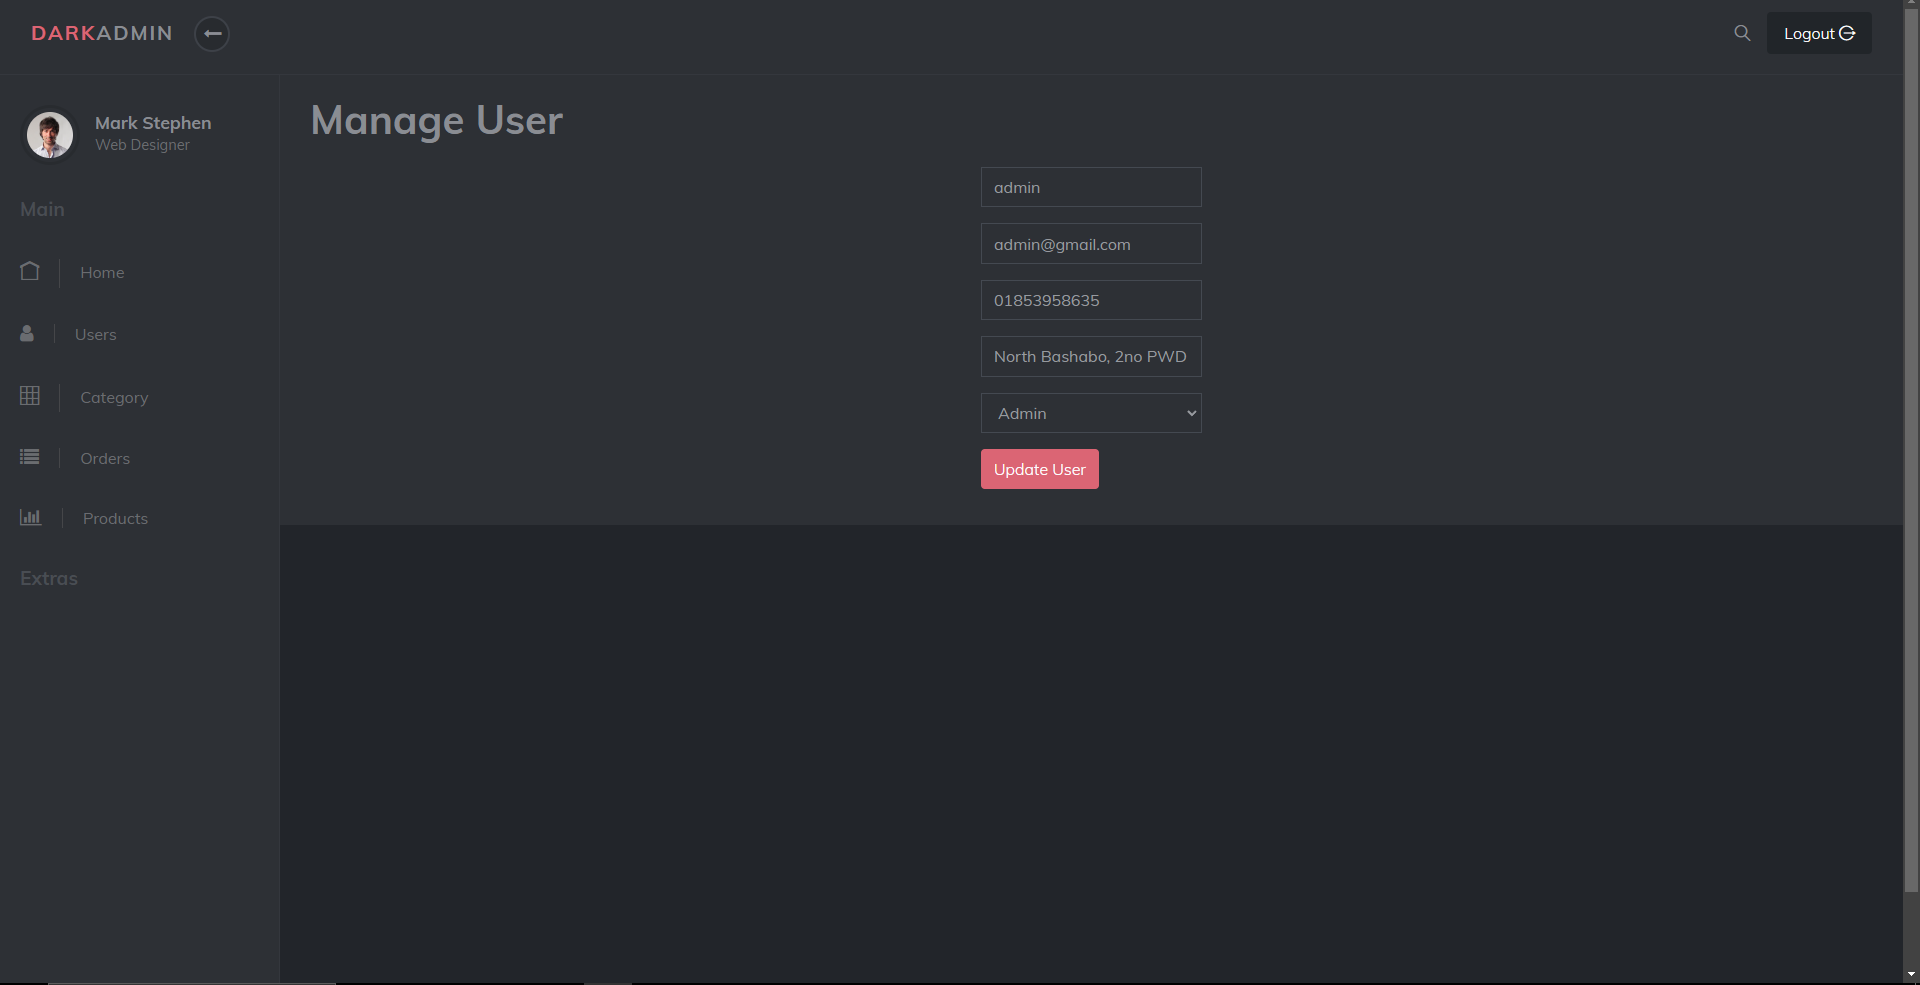 DARKADMIN
Logout
Mark Stephen
Web Designer
Main
Home
Users
Category
Orders
Products
Extras
Manage User
admin
admin@gmail.com
01853958635
North Bashabo, 2no PWD
Admin
Update User